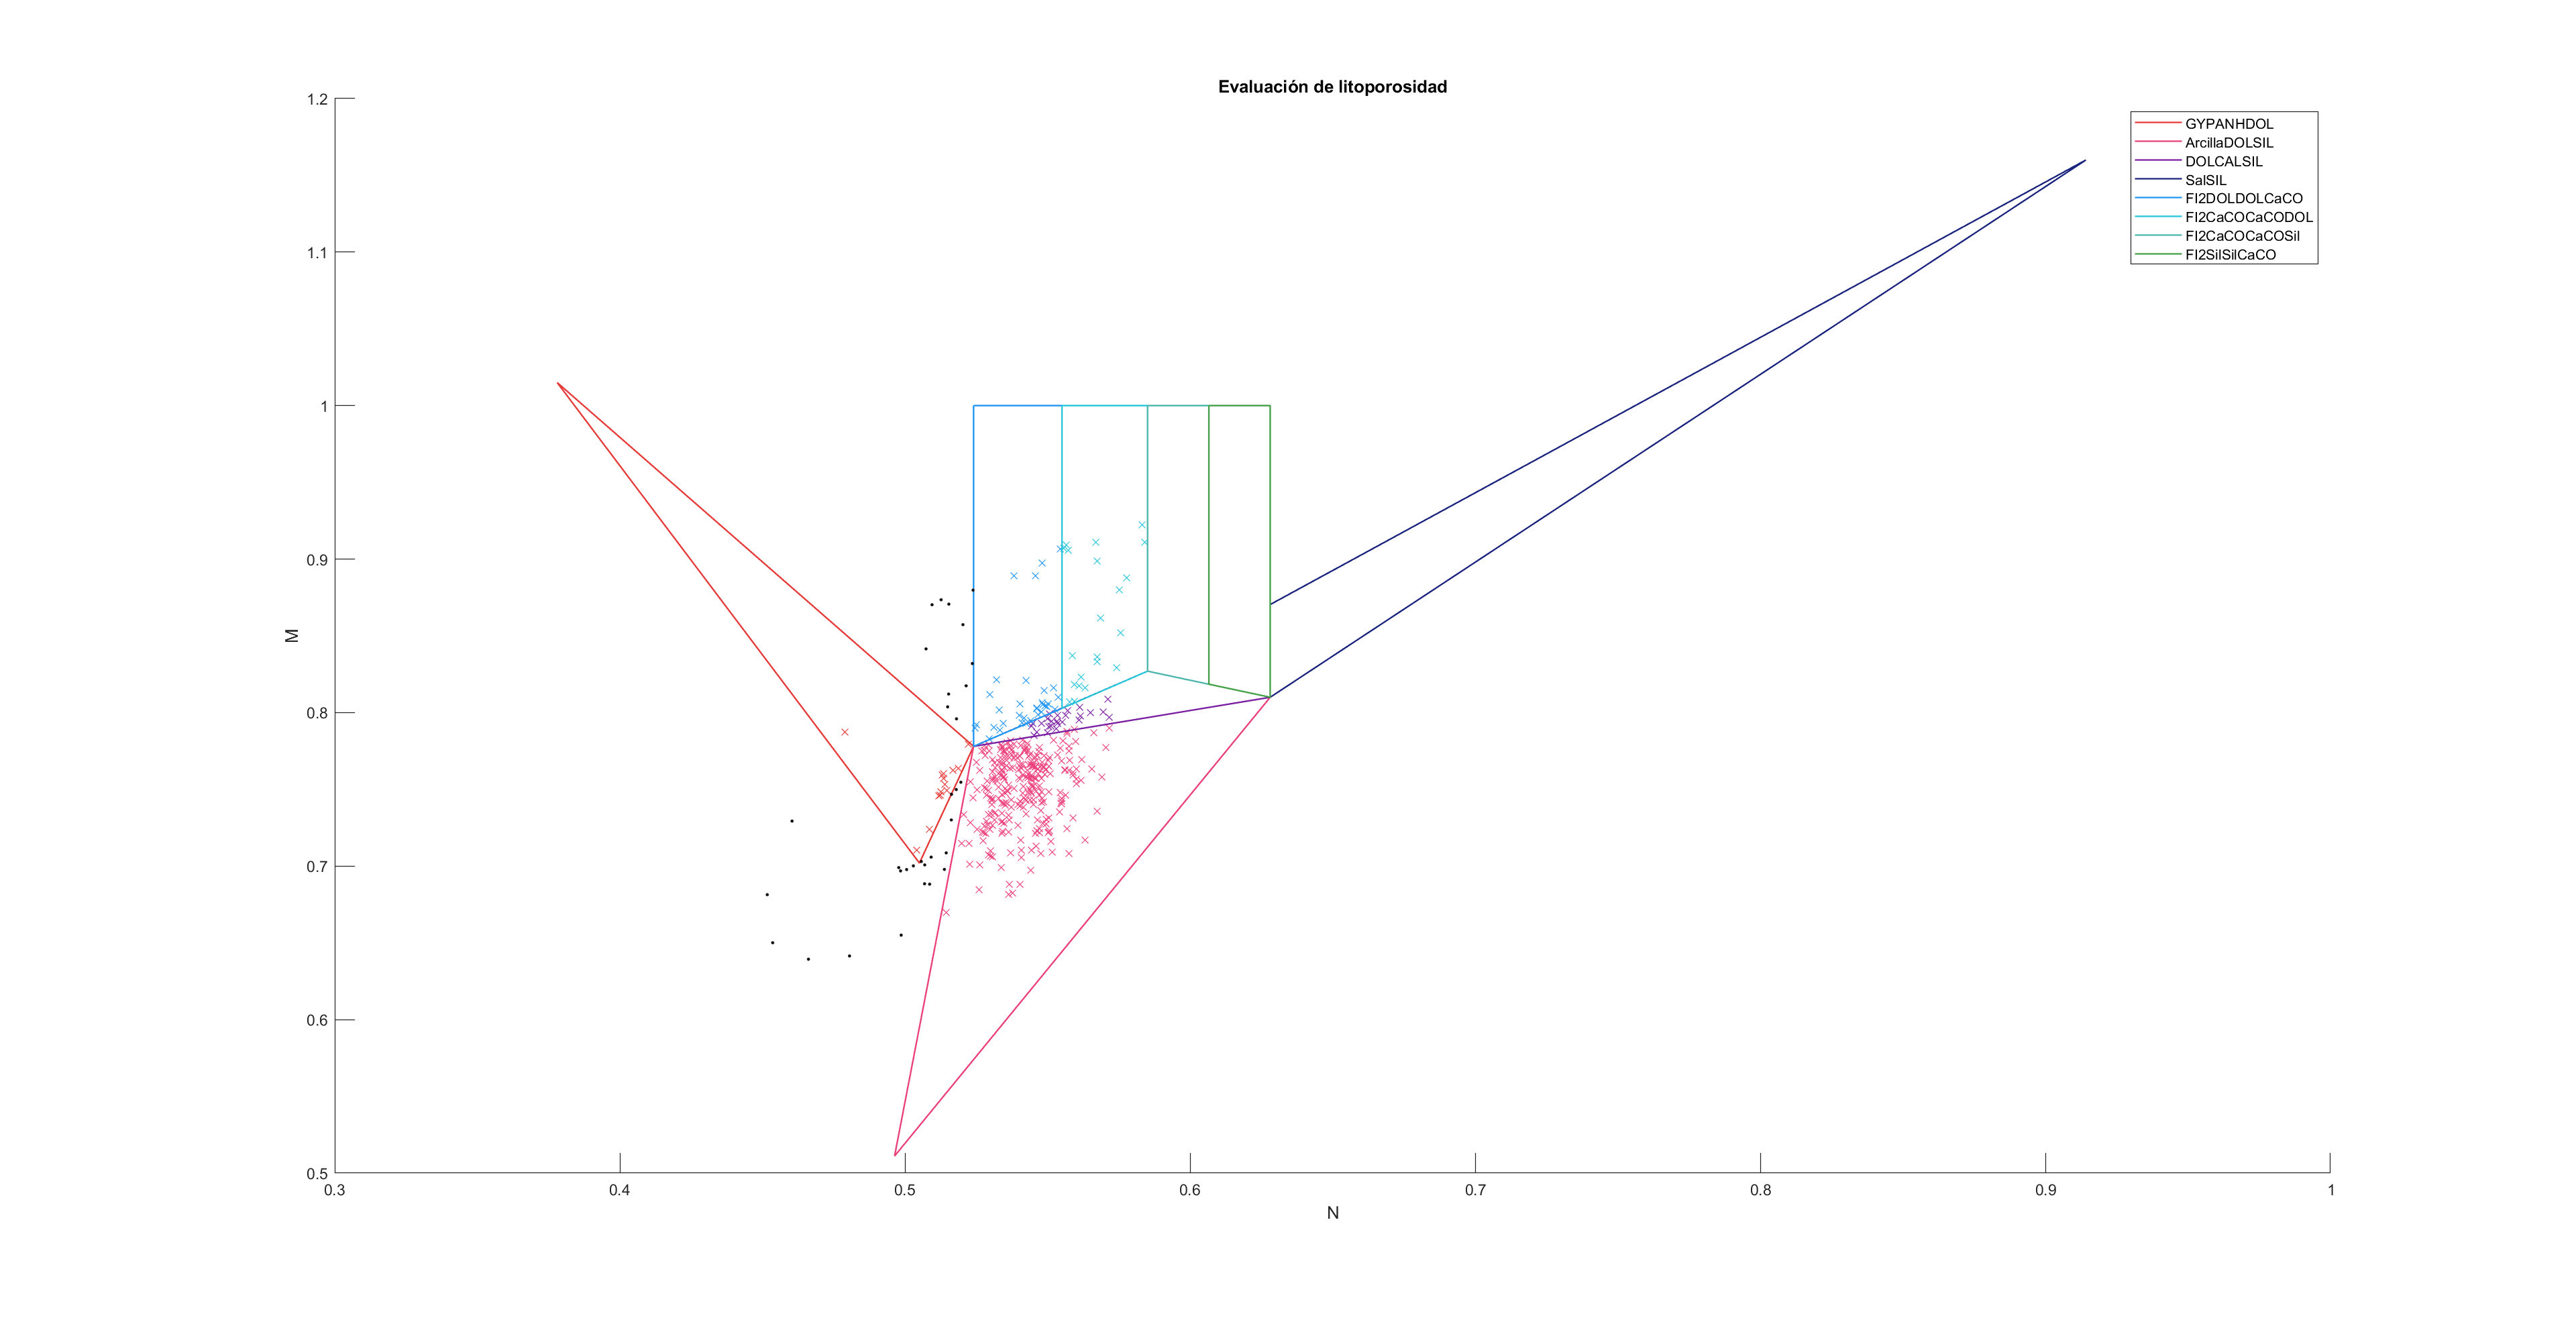 Evaluación de litoporosidad
1.2
1.1
1
0.9
0.8
0.7
0.6
0.5
M
0.3
0.4
0.5
0.6
0.7
0.8
0.9
1
N
GYPANHDOL
ArcillaDOLSIL
DOLCALSIL
SalSIL
FI2DOLDOLCaCO
FI2CaCOCaCODOL
FI2CaCOCaCOSil
FI2SilSilCaCO